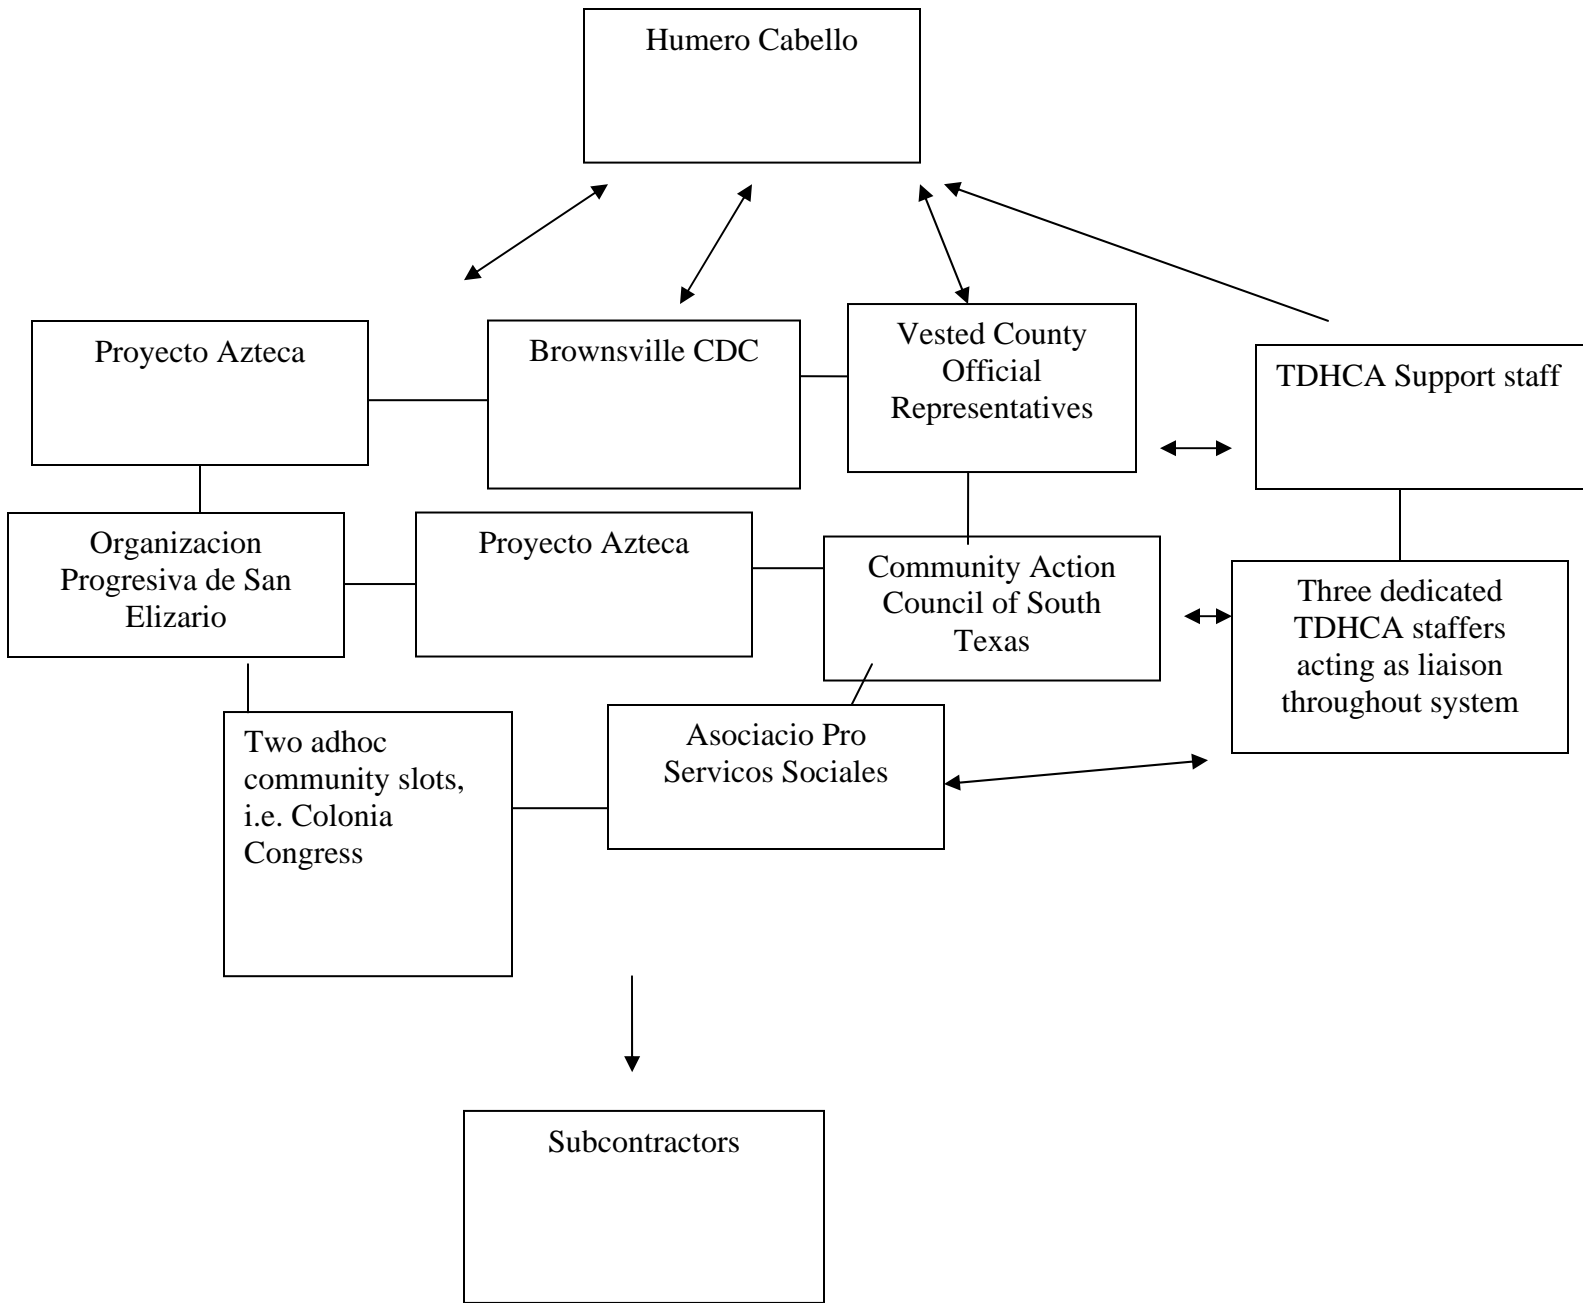 Humero Cabello
Proyecto Azteca
Brownsville CDC
Vested County
Official
Representatives
TDHCA Support staff
Organizacion
Progresiva de San
Elizario
Proyecto Azteca
Community Action
Council of South
Texas
Three dedicated
TDHCA staffers
acting as liaison
throughout system
Two adhoc
community slots,
i.e. Colonia
Congress
Asociacio Pro
Servicos Sociales
Subcontractors